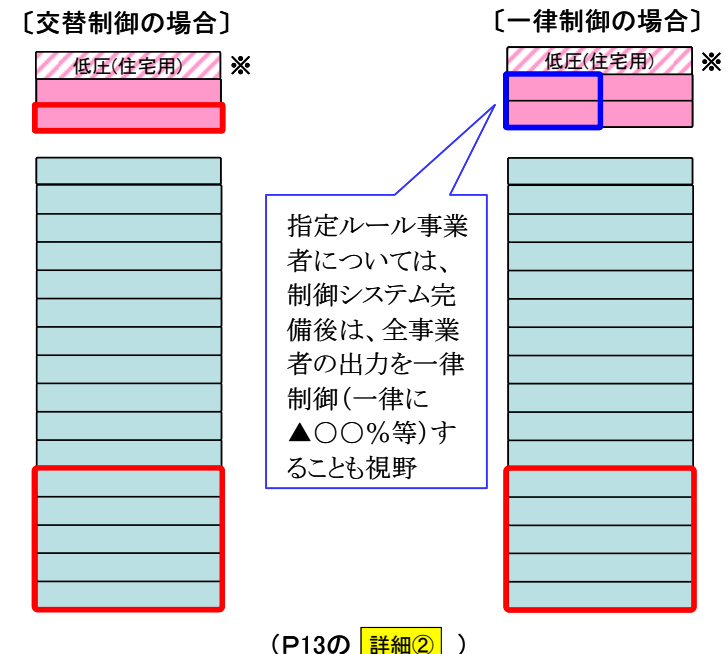 〔交替制御の場合〕
〔一律制御の場合〕
低圧(住宅用)
※
低圧(住宅用)
※
指定ルール事業
者については、
制御システム完
備後は、全事業
者の出力を一律
制御(一律に
▲○○%等)す
ることも視野
(P13の 詳細② )